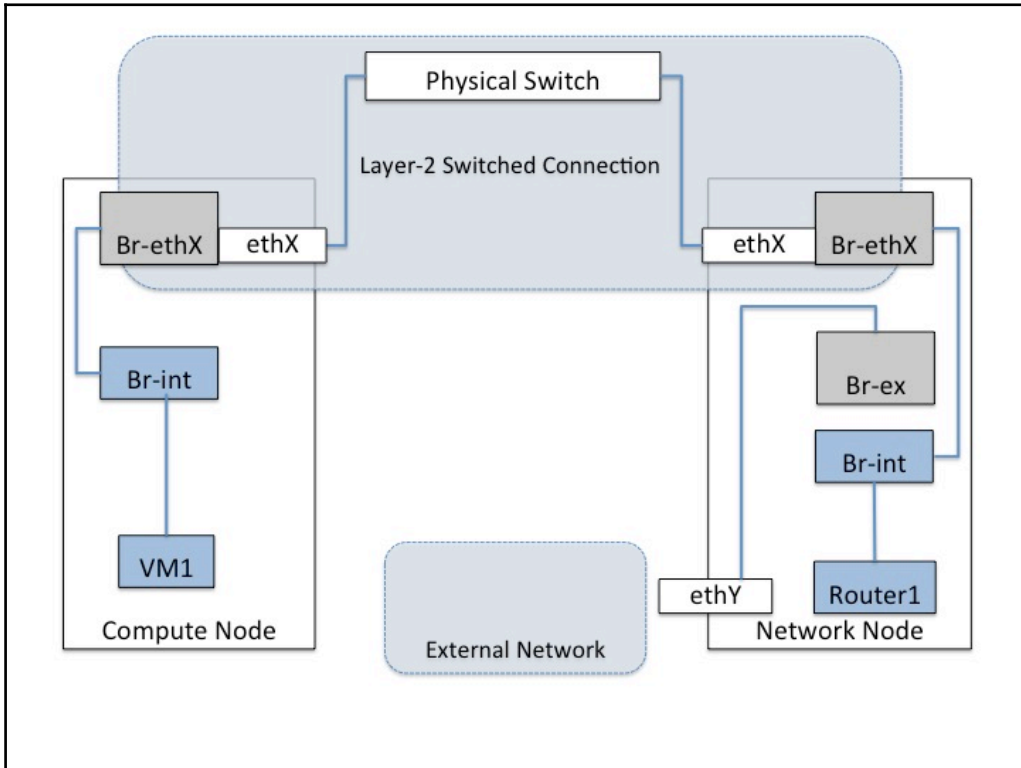 Physical Switch
Layer-2 Switched Connection
Br-ethX
ethX
ethX
Br-ethX
Br-int
Br-ex
Br-int
VM1
ethY
Router1
Compute Node
External Network
Network Node